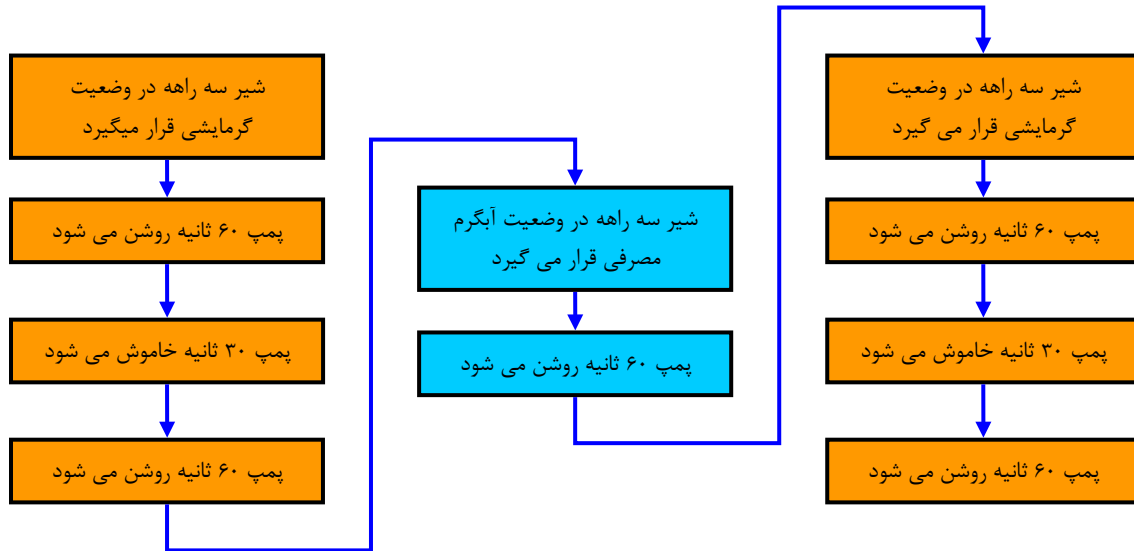 شیر سه راهه در وضعیت
گرمایشی قرار میگیرد
پمپ ۶۰ ثانیه روشن می شود
پمپ ۳۰ ثانیه خاموش می شود
پمپ ۶۰ ثانیه روشن می شود
شیر سه راهه در وضعیت آبگرم
مصرفی قرار می گیرد
پمپ ۶۰ ثانیه روشن می شود
شیر سه راهه در وضعیت
گرمایشی قرار می گیرد
پمپ ۶۰ ثانیه روشن می شود
پمپ ۳۰ ثانیه خاموش می شود
پمپ ۶۰ ثانیه روشن می شود